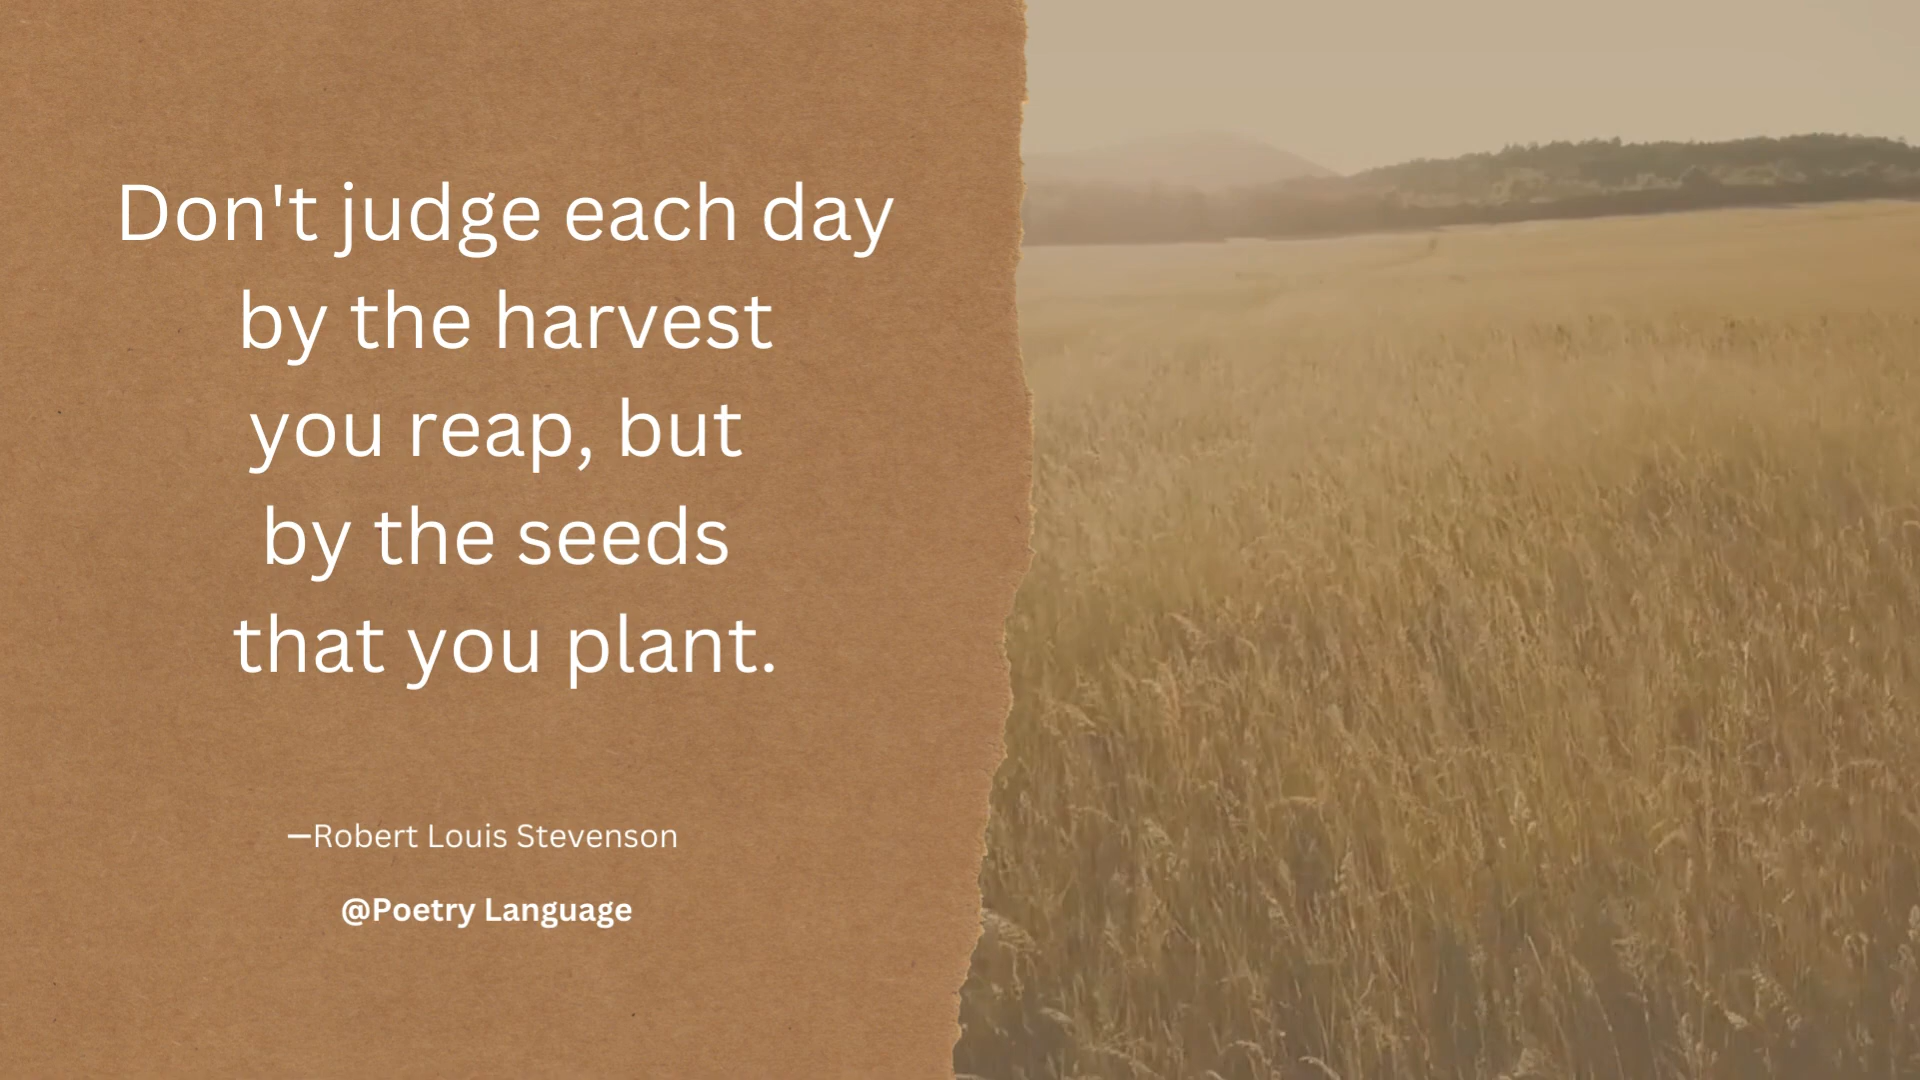 Don't judge each day
by the harvest
you reap, but
by the seeds
that you plant.
—Robert Louis Stevenson
@Poetry Language